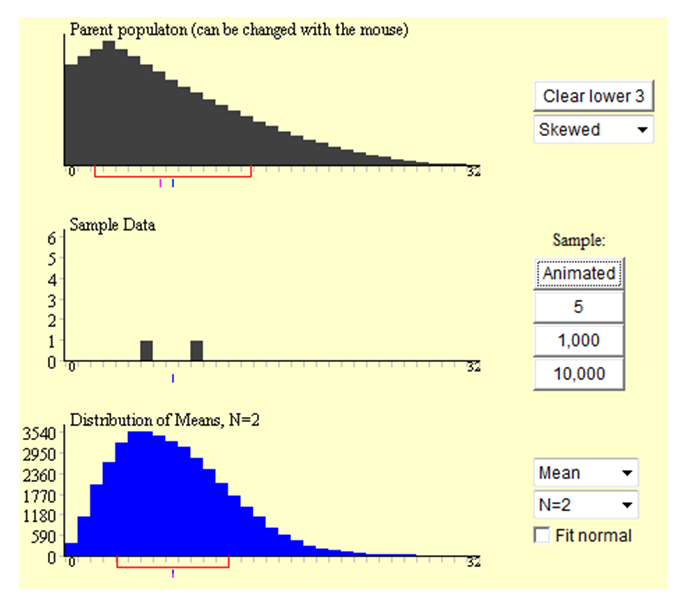 Parent populaton (can be changed with the mouse)
0
32
Clear lower 3
Skewed
Sample Data
6
5
4
3
2
1
0
0
32
Sample:
Animated
5
1,000
10,000
Distribution of Means, N=2
3540
2950
2360
1770
1180
590
0
0
32
Mean
N=2
Fit normal